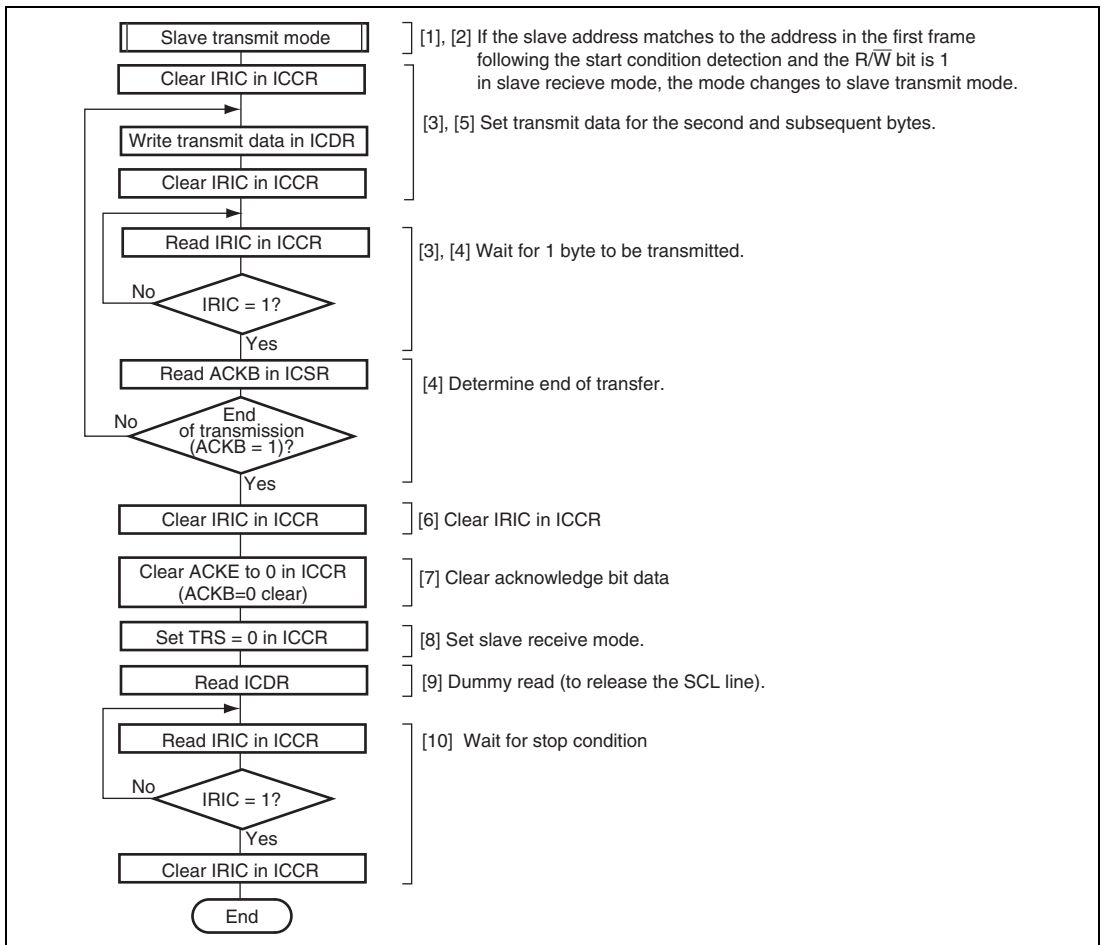 Slave transmit mode
[1], [2] If the slave address matches to the address in the first frame
following the start condition detection and the R/W̅ bit is 1
in slave recieve mode, the mode changes to slave transmit mode.
Clear IRIC in ICCR
[3], [5] Set transmit data for the second and subsequent bytes.
Write transmit data in ICDR
Clear IRIC in ICCR
Read IRIC in ICCR
[3], [4] Wait for 1 byte to be transmitted.
No
IRIC = 1?
Yes
Read ACKB in ICSR
[4] Determine end of transfer.
No
End
of transmission
(ACKB = 1)?
Yes
Clear IRIC in ICCR
[6] Clear IRIC in ICCR
Clear ACKE to 0 in ICCR
(ACKB=0 clear)
[7] Clear acknowledge bit data
Set TRS = 0 in ICCR
[8] Set slave receive mode.
Read ICDR
[9] Dummy read (to release the SCL line).
Read IRIC in ICCR
[10] Wait for stop condition
No
IRIC = 1?
Yes
Clear IRIC in ICCR
End